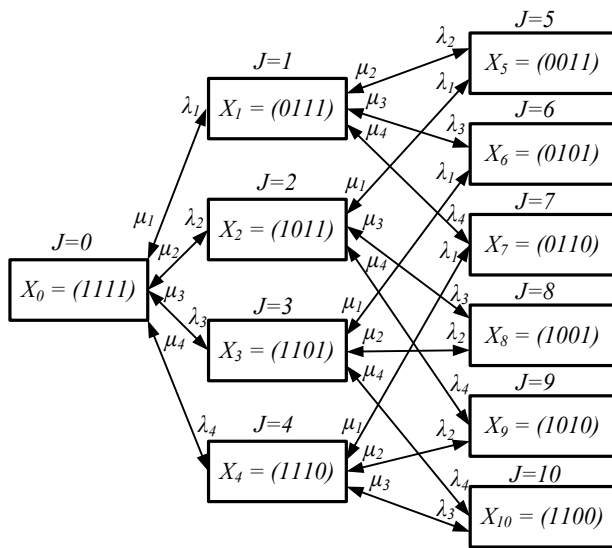 J=0
X₀ = (1111)
μ₁
μ₂
μ₃
μ₄
J=1
λ₁
X₁ = (0111)
μ₂
μ₃
μ₄
J=2
λ₂
X₂ = (1011)
μ₁
μ₃
μ₄
J=3
λ₃
X₃ = (1101)
μ₁
μ₂
μ₄
J=4
λ₄
X₄ = (1110)
μ₁
μ₂
μ₃
J=5
λ₂
λ₁
X₅ = (0011)
J=6
λ₃
λ₁
X₆ = (0101)
J=7
λ₄
λ₁
X₇ = (0110)
J=8
λ₃
λ₂
X₈ = (1001)
J=9
λ₄
λ₂
X₉ = (1010)
J=10
λ₄
λ₃
X₁₀ = (1100)